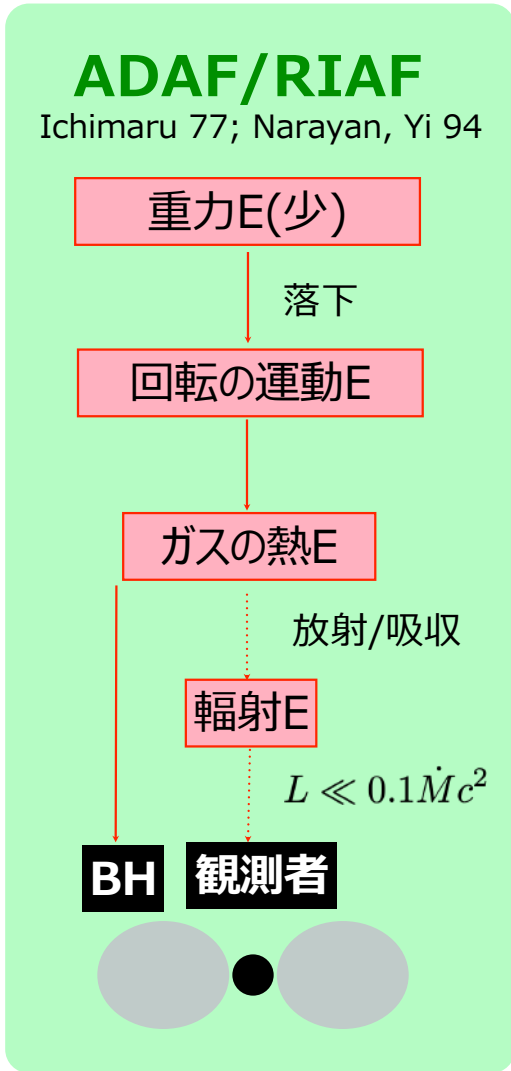 ADAF/RIAF
Ichimaru 77; Narayan, Yi 94
重力E(少)
落下
回転の運動E
ガスの熱E
放射/吸収
輻射E
L ≪ 0.1Ṁc²
BH
観測者